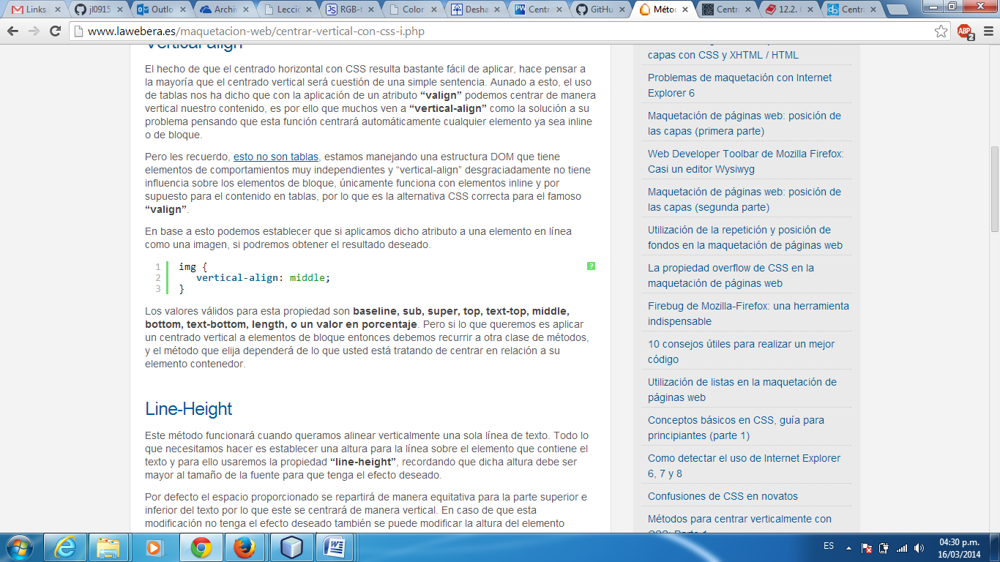 Links
jl0915
Outlo
Archiv
Lecció
RGB-t
Color
Desha
Centr
GitHu
Méto
Centr
12.2. 
Centra
www.lawebera.es/maquetacion-web/centrar-vertical-con-css-i.php
ABP
2
Vertical-align
El hecho de que el centrado horizontal con CSS resulta bastante fácil de aplicar, hace pensar a
la mayoría que el centrado vertical será cuestión de una simple sentencia. Aunado a esto, el uso
de tablas nos ha dicho que con la aplicación de un atributo “valign” podemos centrar de manera
vertical nuestro contenido, es por ello que muchos ven a “vertical-align” como la solución a su
problema pensando que esta función centrará automáticamente cualquier elemento ya sea inline
o de bloque.
Pero les recuerdo, esto no son tablas, estamos manejando una estructura DOM que tiene
elementos de comportamientos muy independientes y “vertical-align” desgraciadamente no tiene
influencia sobre los elementos de bloque, únicamente funciona con elementos inline y por
supuesto para el contenido en tablas, por lo que es la alternativa CSS correcta para el famoso
“valign”.
En base a esto podemos establecer que si aplicamos dicho atributo a una elemento en línea
como una imagen, si podremos obtener el resultado deseado.
1 img {
2 vertical-align: middle;
3 }
?
Los valores válidos para esta propiedad son baseline, sub, super, top, text-top, middle,
bottom, text-bottom, length, o un valor en porcentaje. Pero si lo que queremos es aplicar
un centrado vertical a elementos de bloque entonces debemos recurrir a otra clase de métodos,
y el método que elija dependerá de lo que usted está tratando de centrar en relación a su
elemento contenedor.
Line-Height
Este método funcionará cuando queramos alinear verticalmente una sola línea de texto. Todo lo
que necesitamos hacer es establecer una altura para la línea sobre el elemento que contiene el
texto y para ello usaremos la propiedad “line-height”, recordando que dicha altura debe ser
mayor al tamaño de la fuente para que tenga el efecto deseado.
Por defecto el espacio proporcionado se repartirá de manera equitativa para la parte superior e
inferior del texto por lo que este se centrará de manera vertical. En caso de que esta
modificación no tenga el efecto deseado también se puede modificar la altura del elemento
capas con CSS y XHTML / HTML
Problemas de maquetación con Internet
Explorer 6
Maquetación de páginas web: posición de
las capas (primera parte)
Web Developer Toolbar de Mozilla Firefox:
Casi un editor Wysiwyg
Maquetación de páginas web: posición de
las capas (segunda parte)
Utilización de la repetición y posición de
fondos en la maquetación de páginas web
La propiedad overflow de CSS en la
maquetación de páginas web
Firebug de Mozilla-Firefox: una herramienta
indispensable
10 consejos útiles para realizar un mejor
código
Utilización de listas en la maquetación de
páginas web
Conceptos básicos en CSS, guía para
principiantes (parte 1)
Como detectar el uso de Internet Explorer
6, 7 y 8
Confusiones de CSS en novatos
Métodos para centrar verticalmente con
CSS: Parte 1
ES
04:30 p.m.
16/03/2014